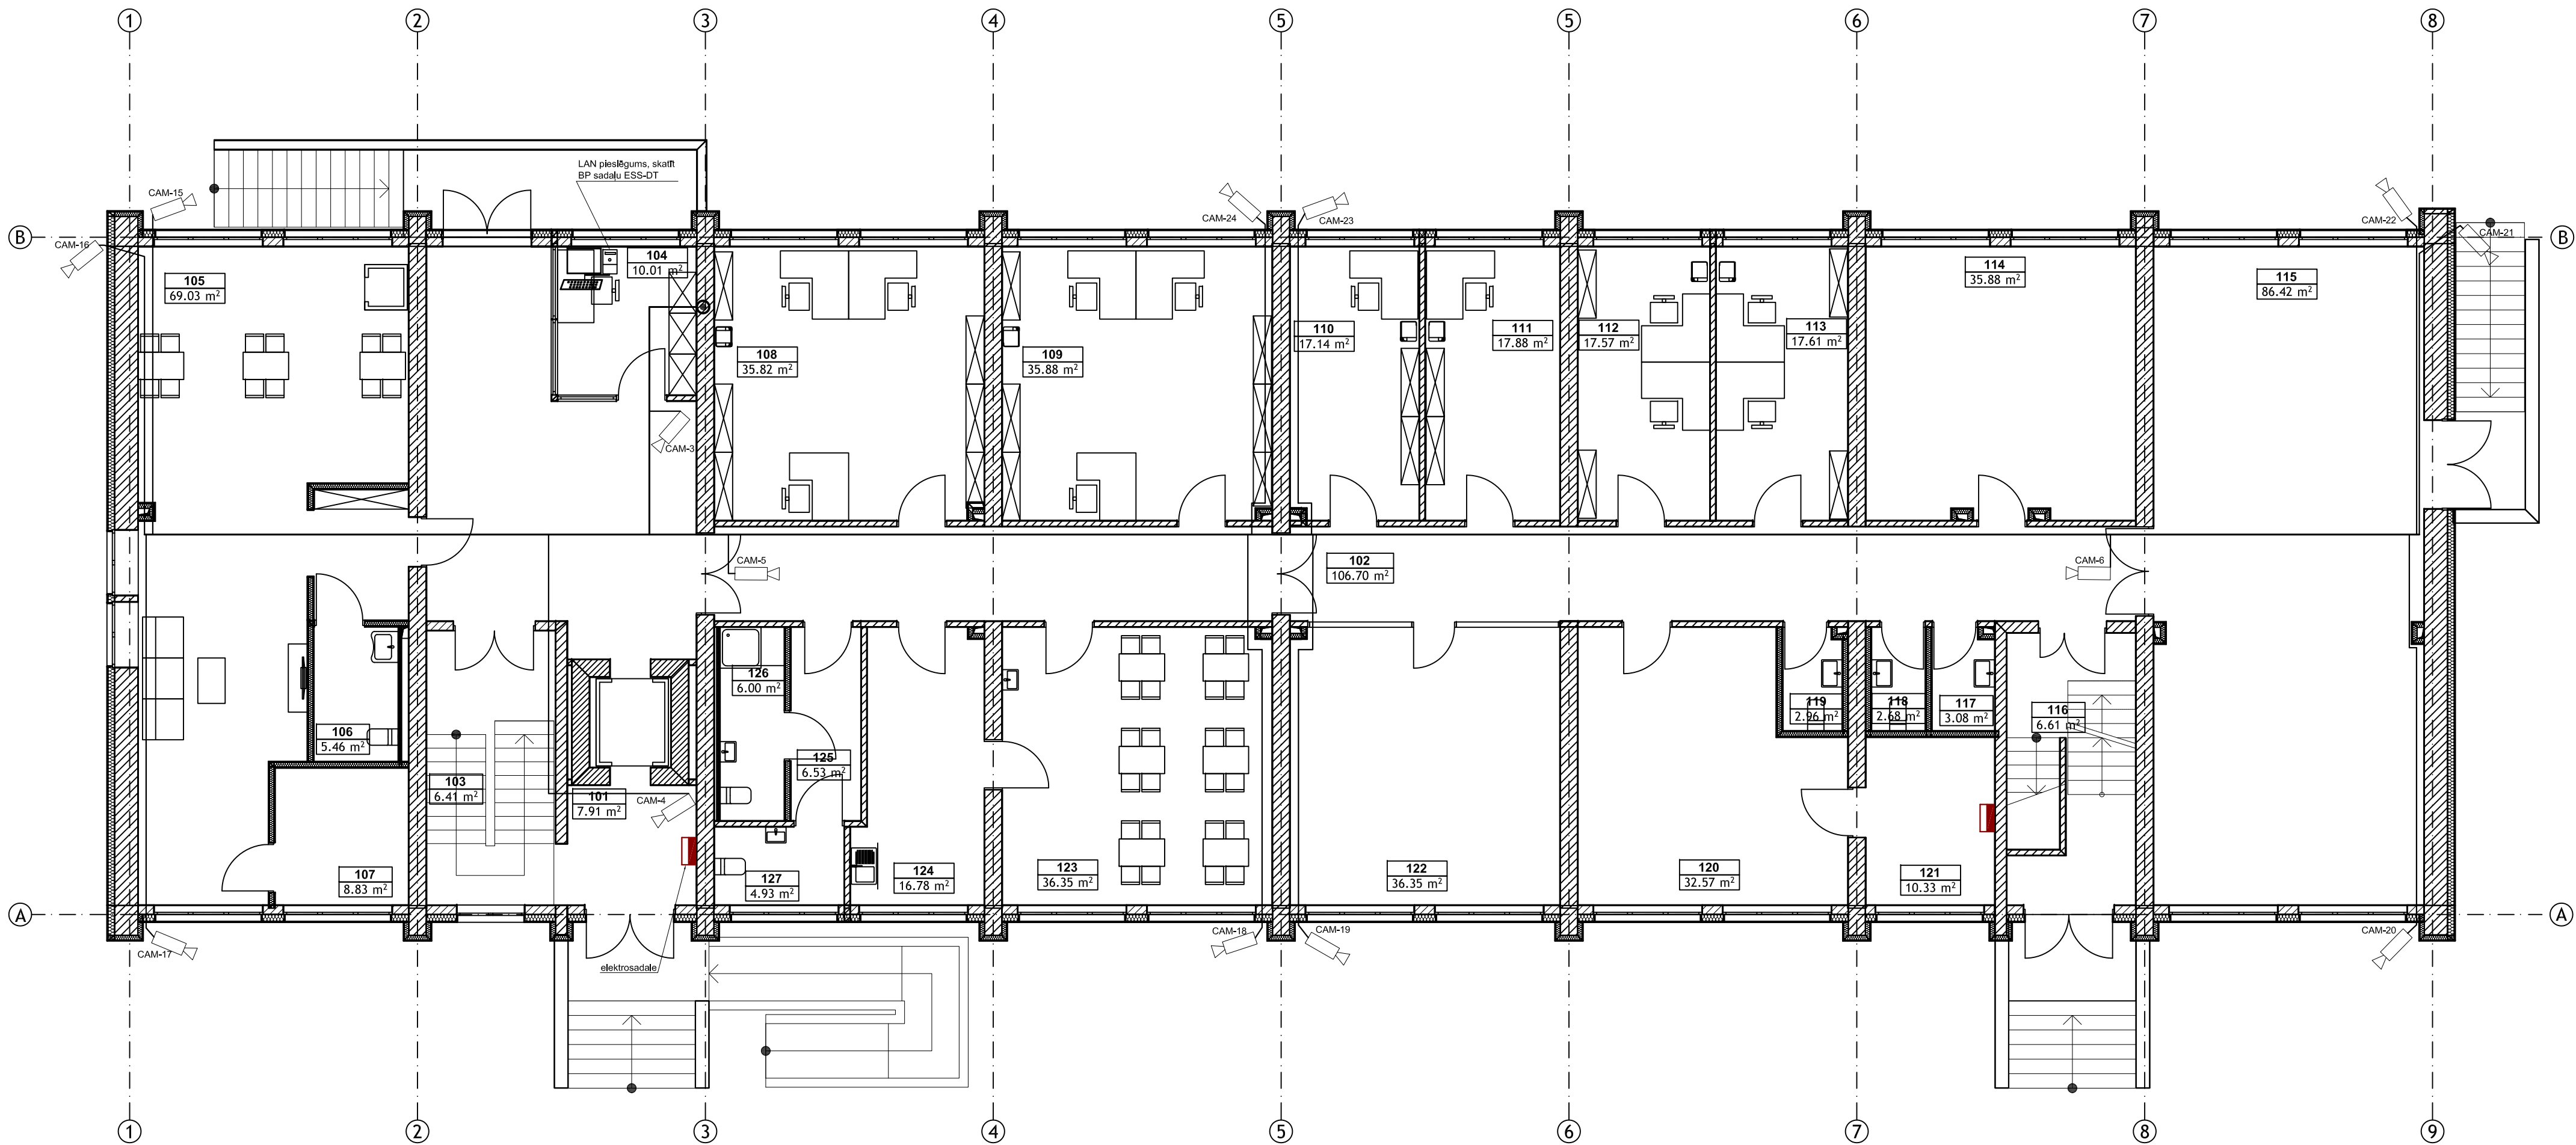 1 2 3 4 5 5 6 7 8
LAN pieslēgums, skatīt
BP sadaļu ESS-DT
CAM-15
CAM-24
CAM-23
CAM-22
CAM-21
B
B
CAM-16
104
10.01 m²
105
69.03 m²
114
35.88 m²
115
86.42 m²
110
17.14 m²
111
17.88 m²
112
17.57 m²
113
17.61 m²
108
35.82 m²
109
35.88 m²
CAM-3
CAM-5
102
106.70 m²
CAM-6
126
6.00 m²
119
2.96 m²
118
2.68 m²
117
3.08 m²
116
6.61 m²
106
5.46 m²
125
6.53 m²
103
6.41 m²
101
7.91 m²
CAM-4
107
8.83 m²
127
4.93 m²
124
16.78 m²
123
36.35 m²
122
36.35 m²
120
32.57 m²
121
10.33 m²
A
A
CAM-17
CAM-18
CAM-19
CAM-20
elektrosadale
1 2 3 4 5 6 7 8 9